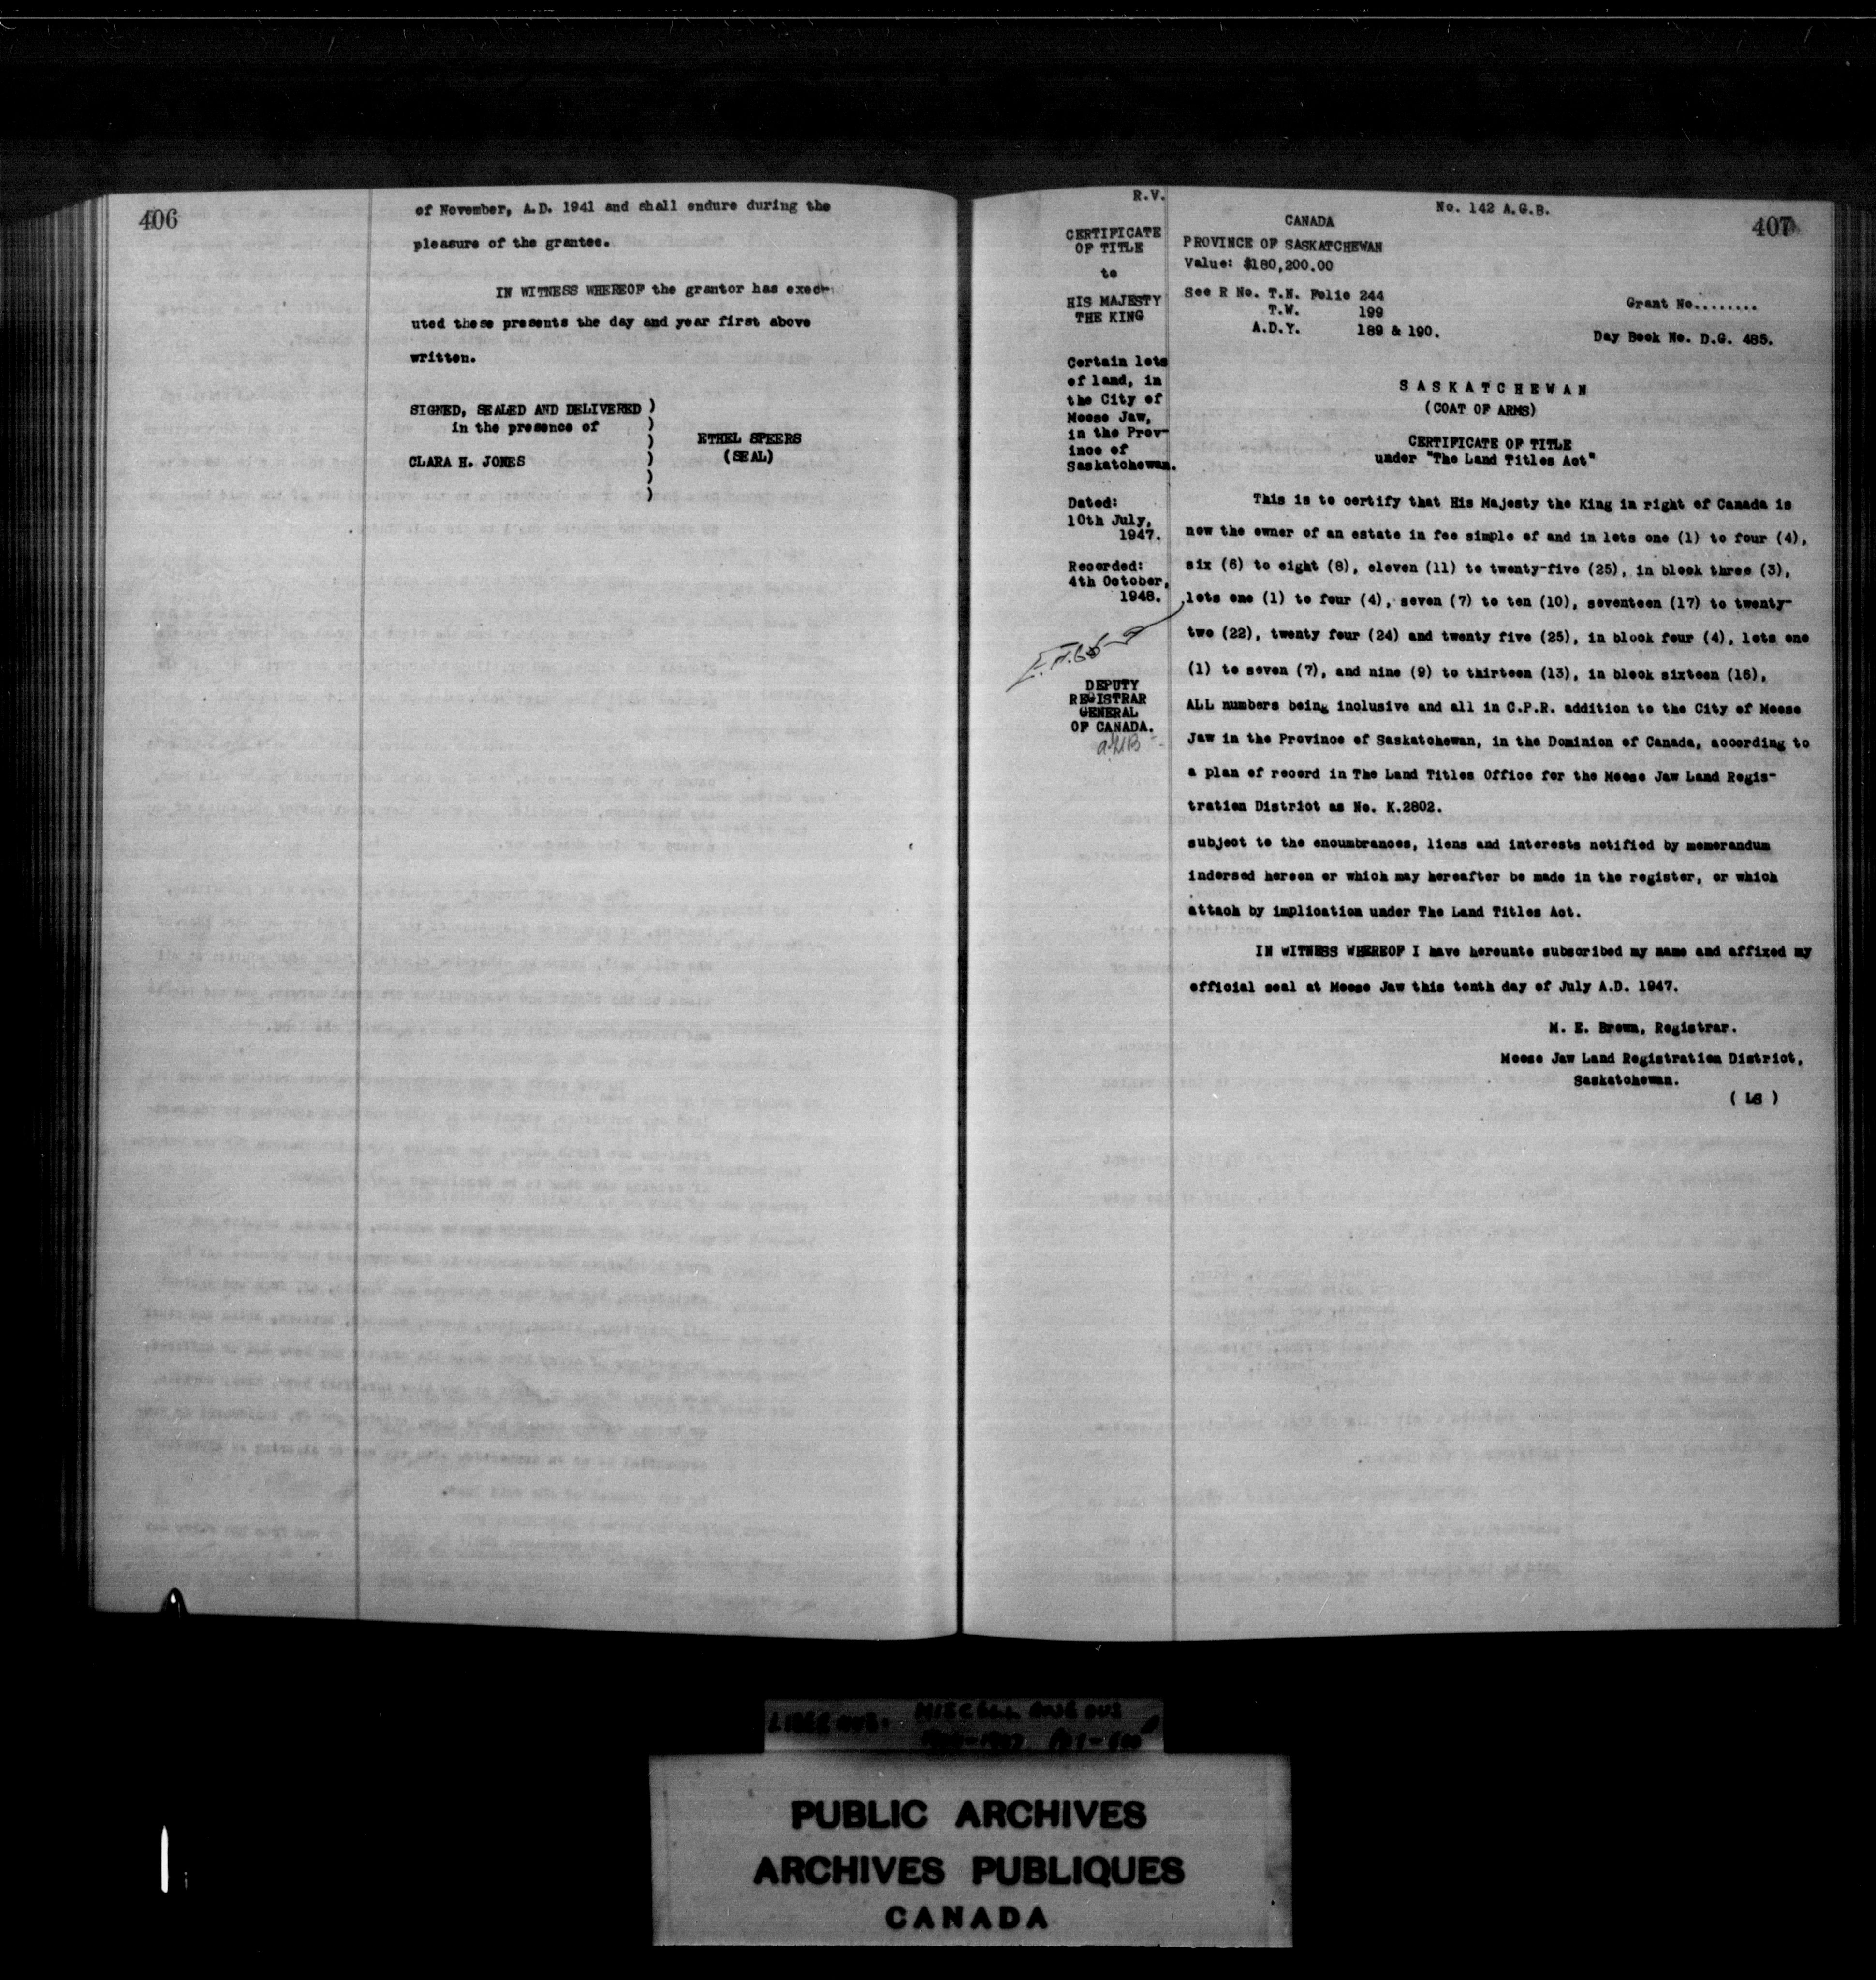 406
of November, A.D. 1941 and shall endure during the
pleasure of the grantee.
IN WITNESS WHEREOF the grantor has exec-
uted these presents the day and year first above
written.
SIGNED, SEALED AND DELIVERED )
in the presence of )
)
CLARA H. JONES )
)
)
ETHEL SPEERS
(SEAL)
R.V.
No. 142 A.G.B.
407
CERTIFICATE
OF TITLE
to
HIS MAJESTY
THE KING
Certain lots
of land, in
the City of
Moose Jaw,
in the Prov-
ince of
Saskatchewan.
Dated:
10th July,
1947.
Recorded:
4th October,
1948.
DEPUTY
REGISTRAR
GENERAL
OF CANADA.
CANADA
PROVINCE OF SASKATCHEWAN
Value: $180,200.00
See R No. T.N. Folio 244
T.W. 199
A.D.Y. 189 & 190.
Grant No........
Day Book No. D.G. 485.
SASKATCHEWAN
(COAT OF ARMS)
CERTIFICATE OF TITLE
under "The Land Titles Act"
This is to certify that His Majesty the King in right of Canada is
now the owner of an estate in fee simple of and in lots one (1) to four (4),
six (6) to eight (8), eleven (11) to twenty-five (25), in block three (3),
lots one (1) to four (4), seven (7) to ten (10), seventeen (17) to twenty-
two (22), twenty four (24) and twenty five (25), in block four (4), lots one
(1) to seven (7), and nine (9) to thirteen (13), in block sixteen (16),
ALL numbers being inclusive and all in C.P.R. addition to the City of Moose
Jaw in the Province of Saskatchewan, in the Dominion of Canada, according to
a plan of record in The Land Titles Office for the Moose Jaw Land Regis-
tration District as No. K.2802.
subject to the encumbrances, liens and interests notified by memorandum
indorsed hereon or which may hereafter be made in the register, or which
attach by implication under The Land Titles Act.
IN WITNESS WHEREOF I have hereunto subscribed my name and affixed my
official seal at Moose Jaw this tenth day of July A.D. 1947.
M. E. Brown, Registrar.
Moose Jaw Land Registration District,
Saskatchewan.
( LS )
MISCELLANEOUS
PUBLIC ARCHIVES
ARCHIVES PUBLIQUES
CANADA